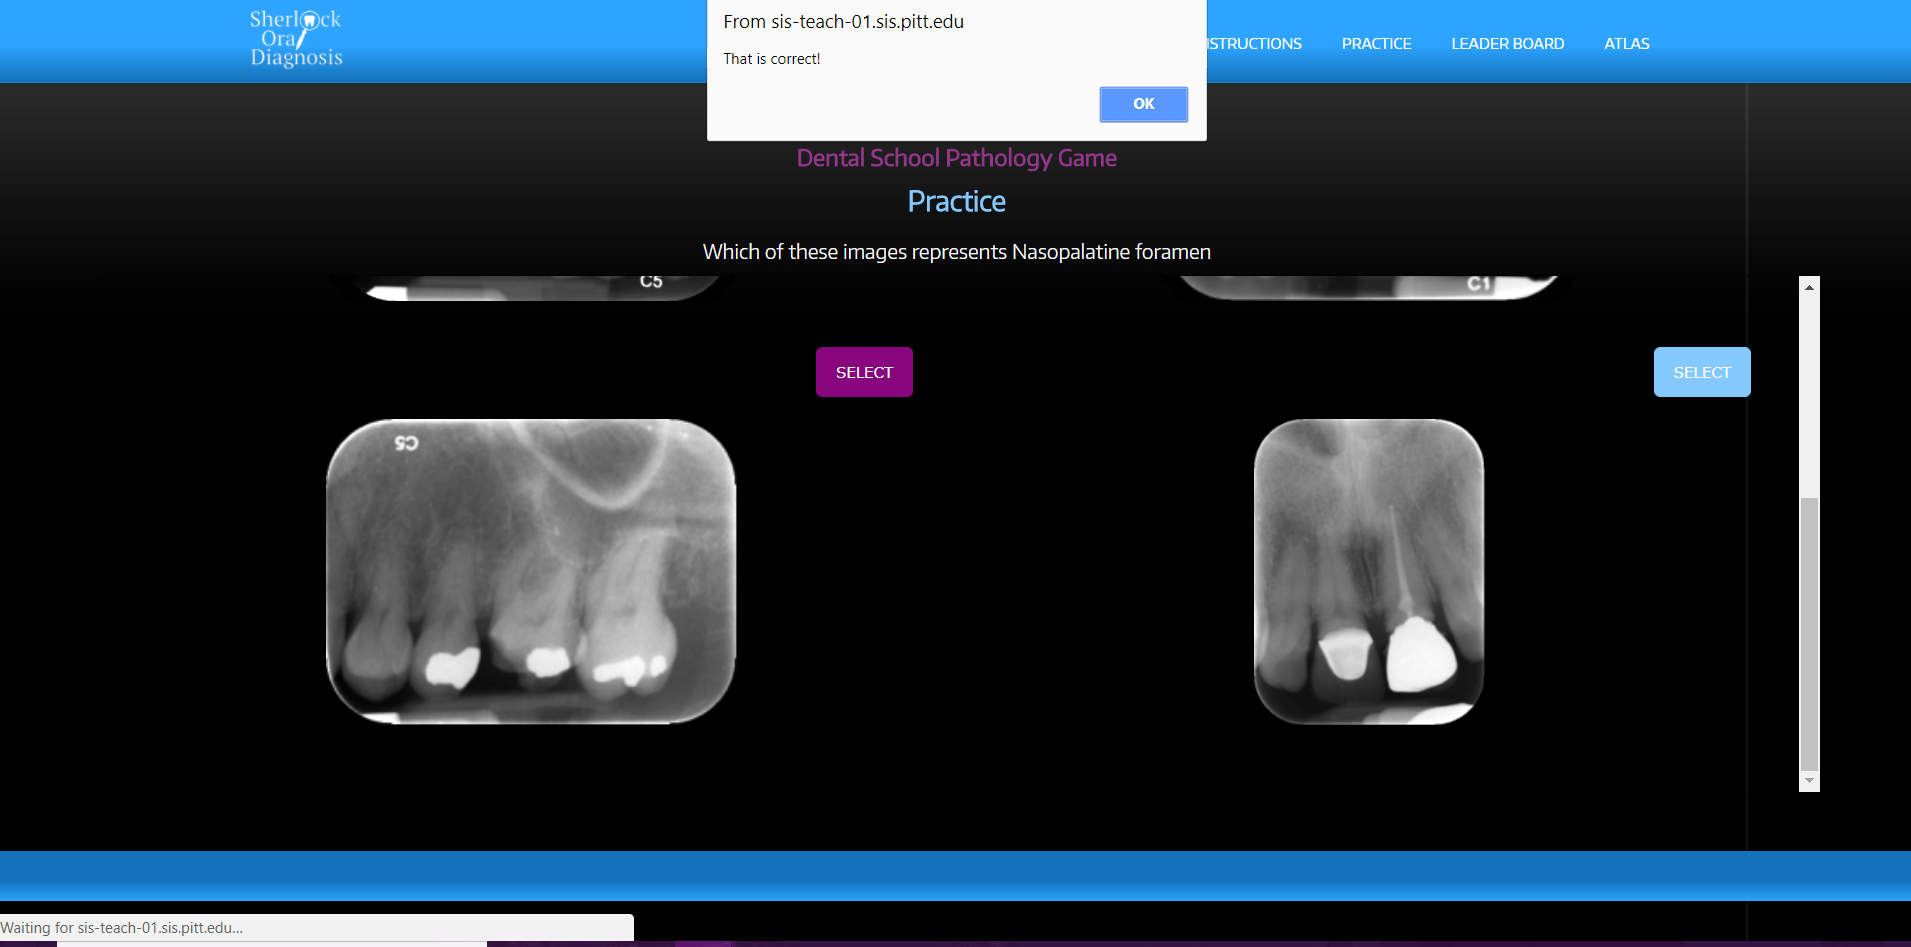 Sherlock
Oral
Diagnosis
From sis-teach-01.sis.pitt.edu
That is correct!
OK
STRUCTIONS
PRACTICE
LEADER BOARD
ATLAS
Dental School Pathology Game
Practice
Which of these images represents Nasopalatine foramen
C5
C1
SELECT
SELECT
C5
Waiting for sis-teach-01.sis.pitt.edu...